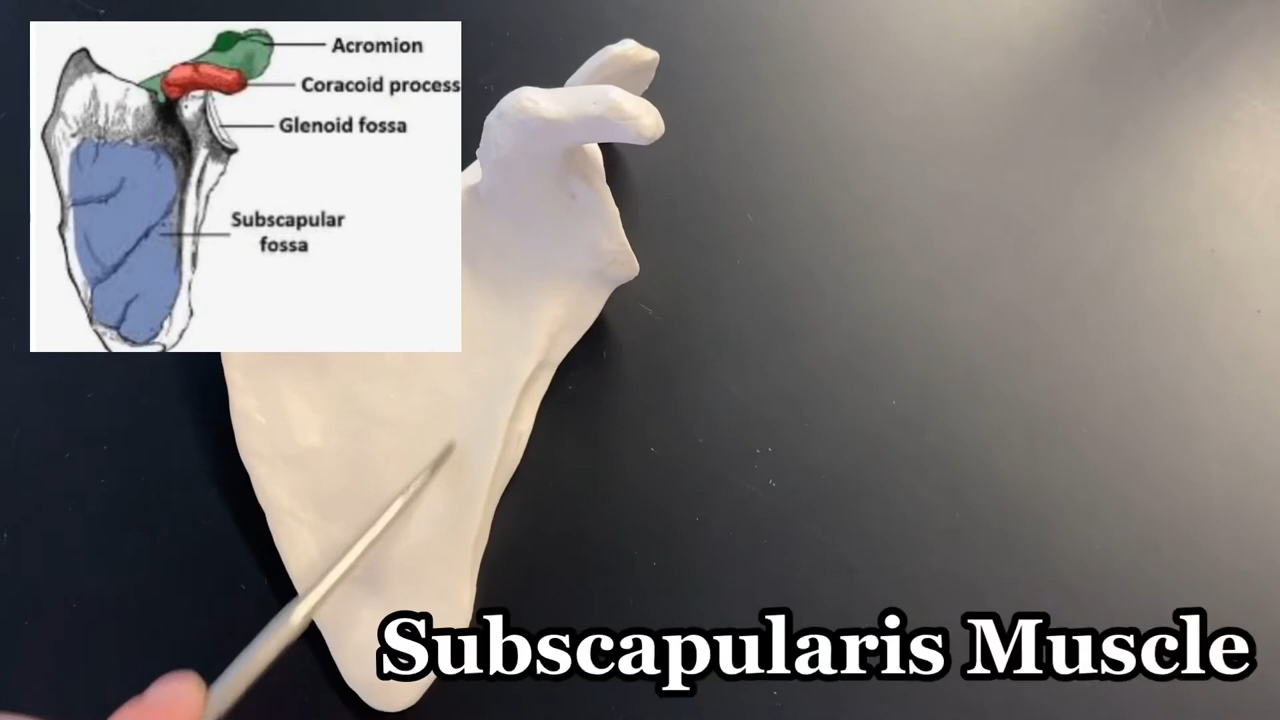 Acromion
Coracoid process
Glenoid fossa
Subscapular
fossa
Subscapularis Muscle